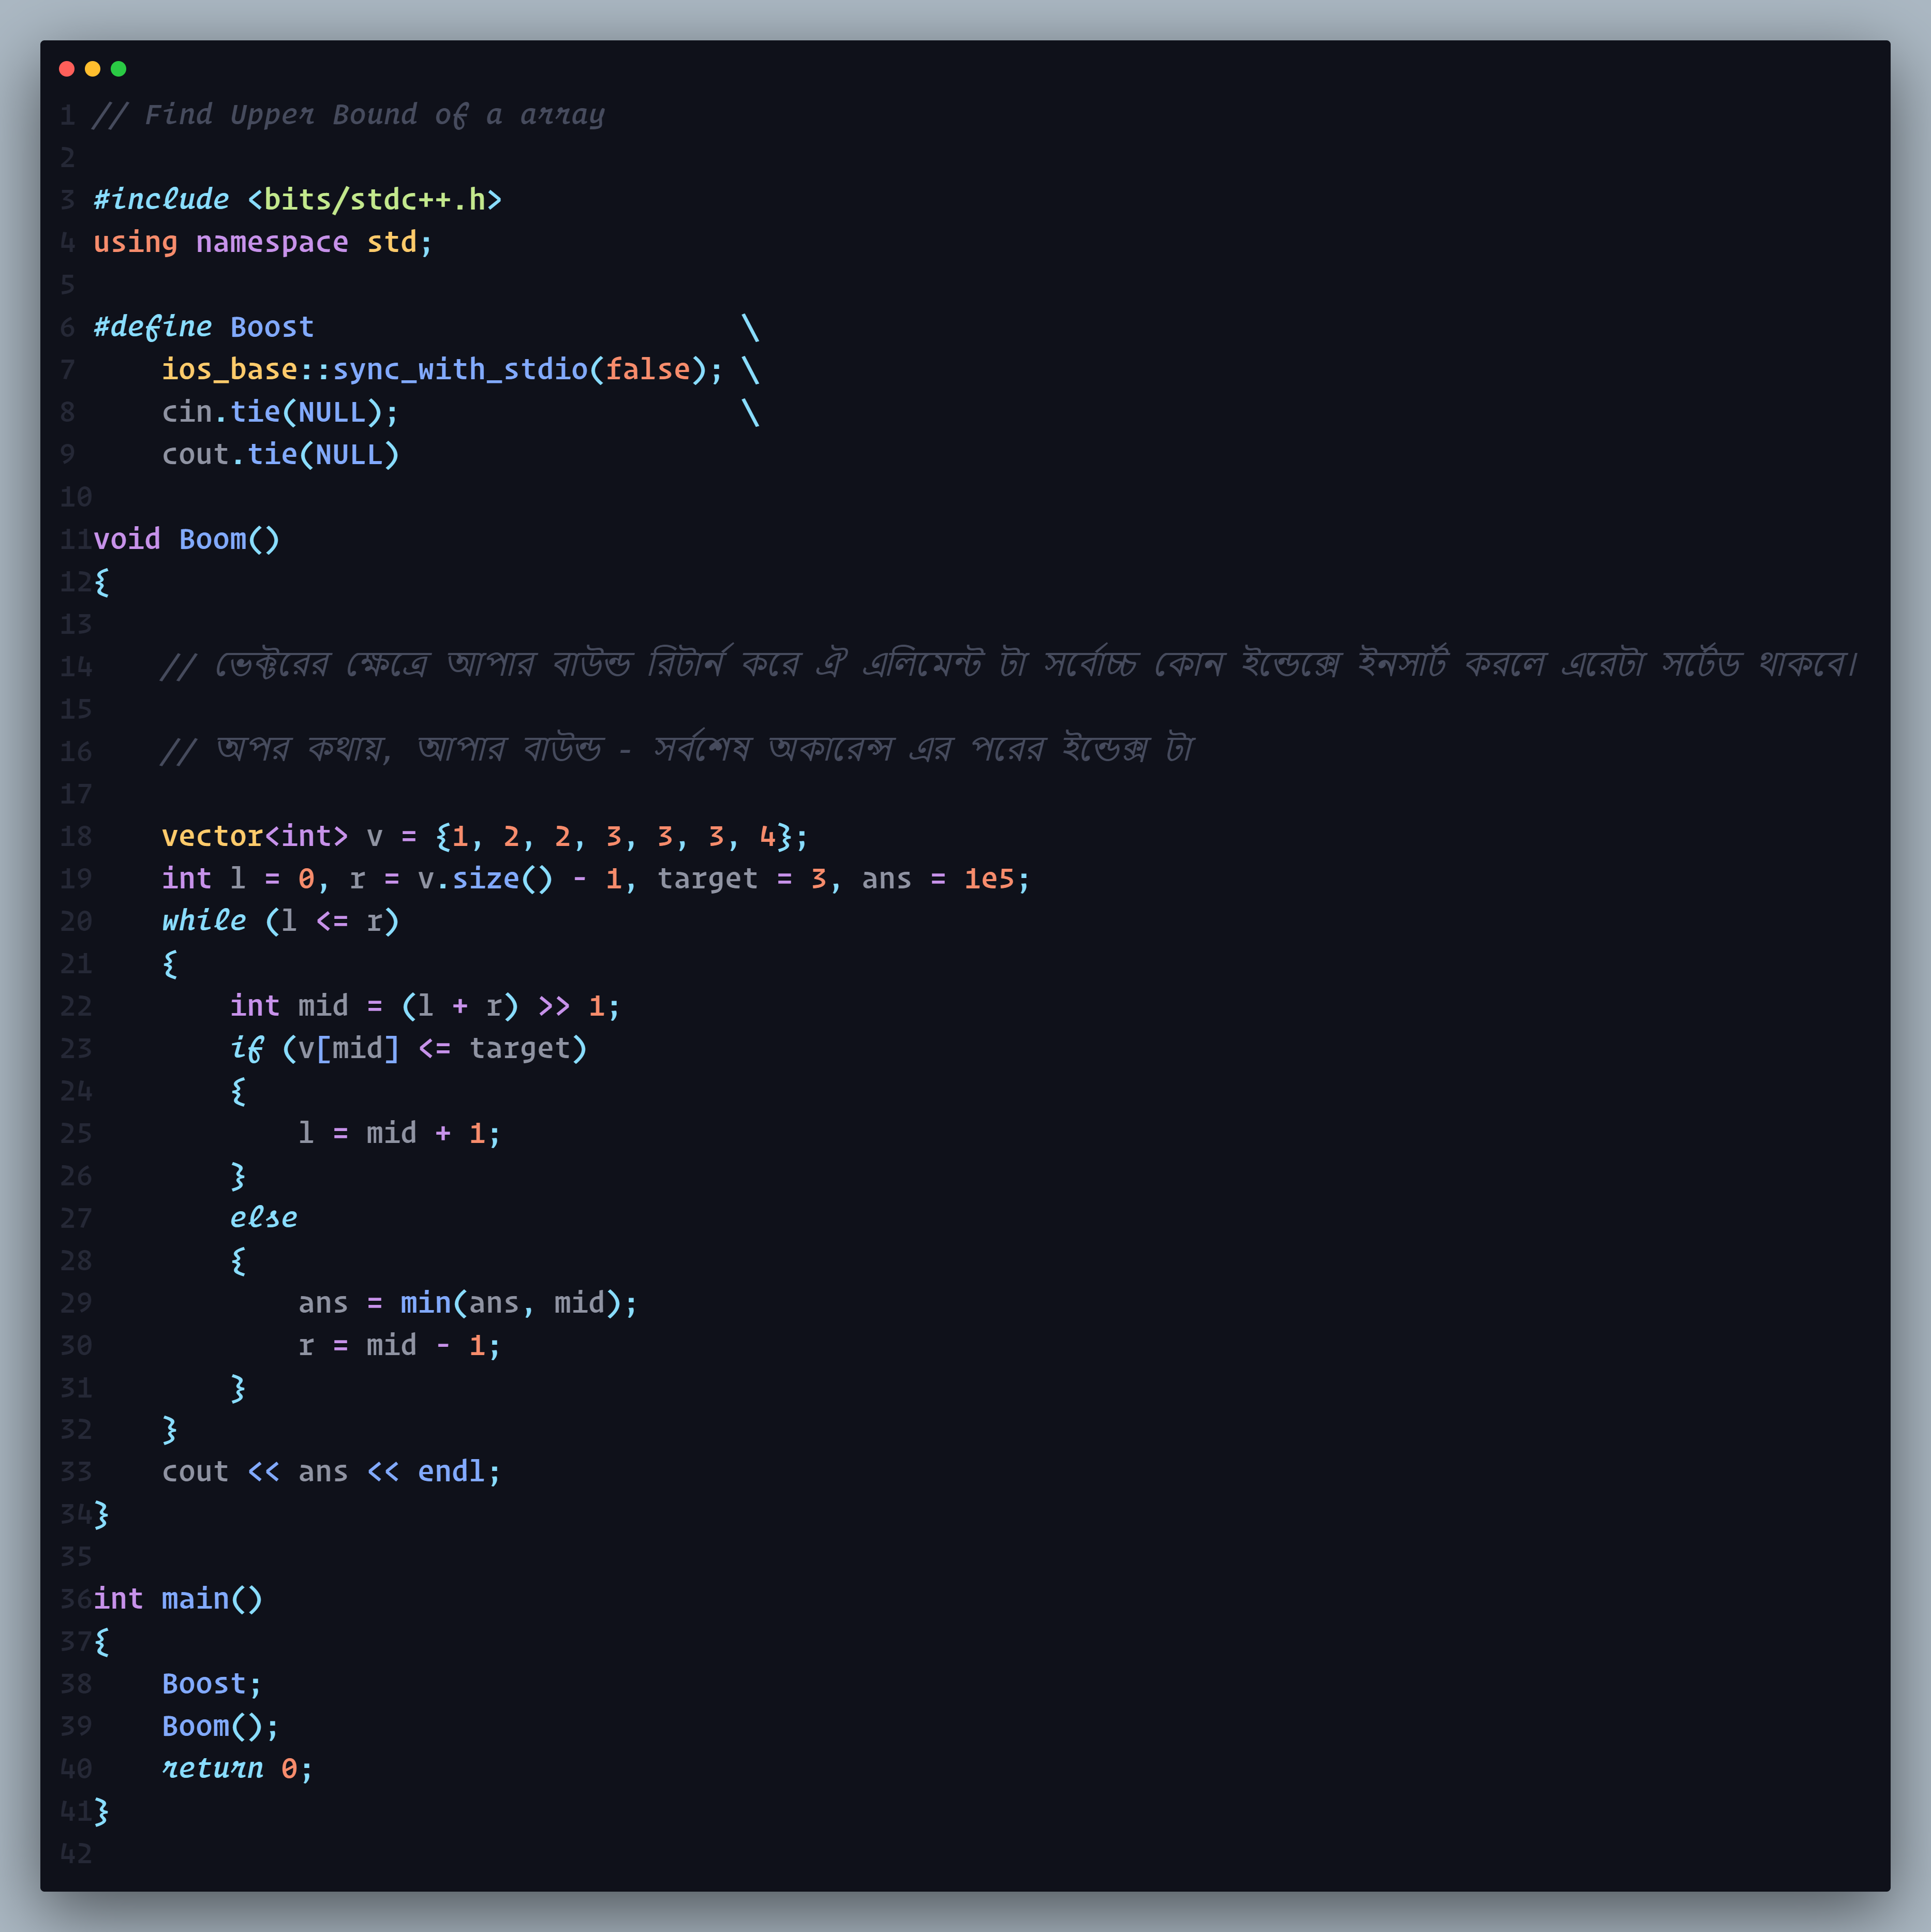 1 // Find Upper Bound of a array
2
3 #include <bits/stdc++.h>
4 using namespace std;
5
6 #define Boost                         \
7     ios_base::sync_with_stdio(false); \
8     cin.tie(NULL);                    \
9     cout.tie(NULL)
10
11 void Boom()
12 {
13
14     // ভেক্টরের ক্ষেত্রে আপার বাউন্ড রিটার্ন করে ঐ এলিমেন্ট টা সর্বোচ্চ কোন ইন্ডেক্সে ইনসার্ট করলে এরেটা সর্টেড থাকবে।
15
16     // অপর কথায়, আপার বাউন্ড - সর্বশেষ অকারেন্স এর পরের ইন্ডেক্স টা
17
18     vector<int> v = {1, 2, 2, 3, 3, 3, 4};
19     int l = 0, r = v.size() - 1, target = 3, ans = 1e5;
20     while (l <= r)
21     {
22         int mid = (l + r) >> 1;
23         if (v[mid] <= target)
24         {
25             l = mid + 1;
26         }
27         else
28         {
29             ans = min(ans, mid);
30             r = mid - 1;
31         }
32     }
33     cout << ans << endl;
34 }
35
36 int main()
37 {
38     Boost;
39     Boom();
40     return 0;
41 }
42